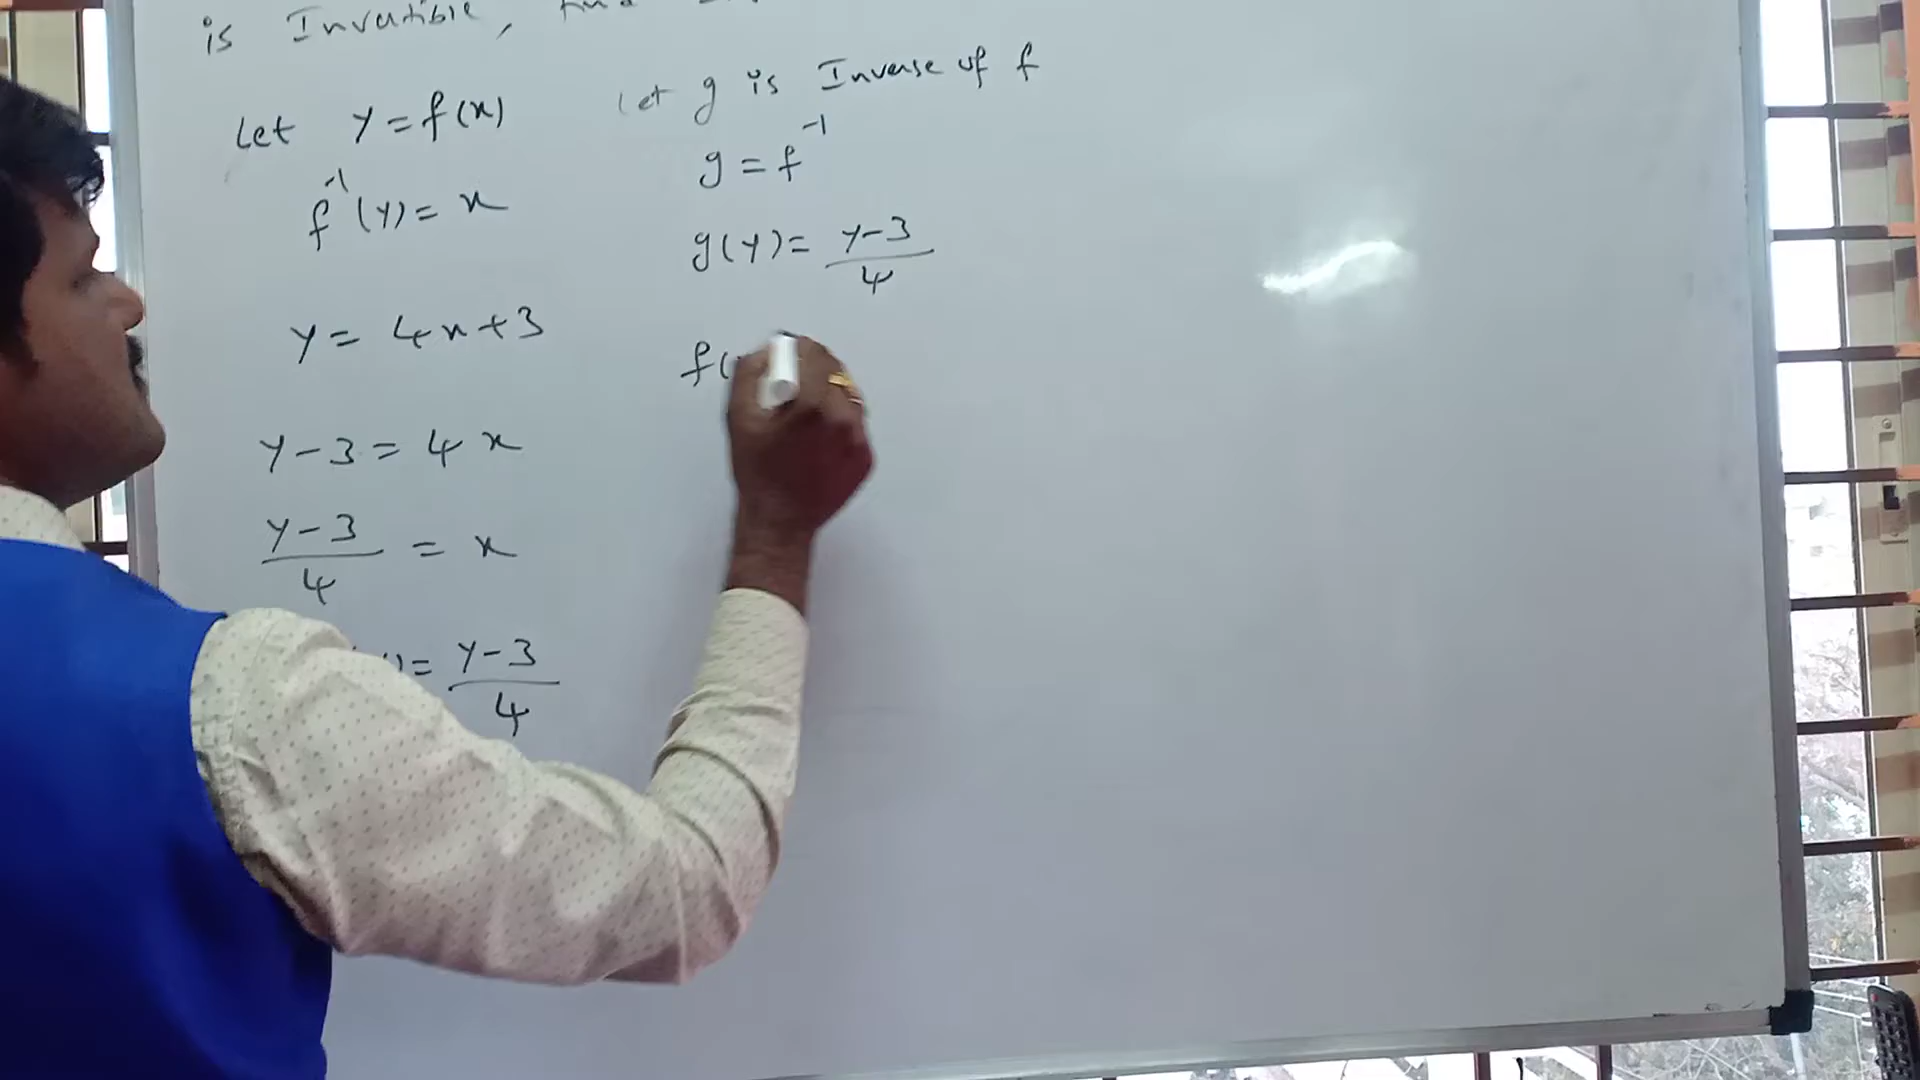 is Invertible,
Let y = f(x)
f⁻¹(y) = x
y = 4x+3
y-3 = 4x
y-3/4 = x
y) = y-3/4
Let g is Inverse of f
g = f⁻¹
g(y) = y-3/4
f(